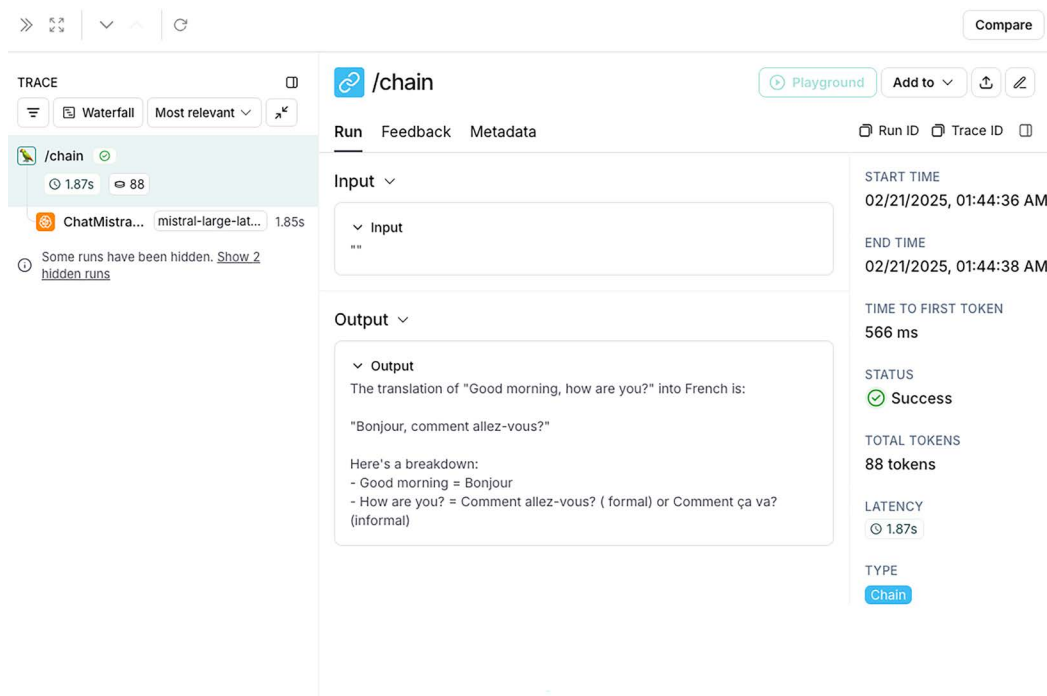 Compare
TRACE
Waterfall
Most relevant
/chain
1.87s
88
ChatMistra...
mistral-large-lat...
1.85s
Some runs have been hidden. Show 2
hidden runs
/chain
Playground
Add to
Run
Feedback
Metadata
Run ID
Trace ID
Input
Input
""
Output
Output
The translation of "Good morning, how are you?" into French is:
"Bonjour, comment allez-vous?"
Here's a breakdown:
- Good morning = Bonjour
- How are you? = Comment allez-vous? ( formal) or Comment ça va?
(informal)
START TIME
02/21/2025, 01:44:36 AM
END TIME
02/21/2025, 01:44:38 AM
TIME TO FIRST TOKEN
566 ms
STATUS
Success
TOTAL TOKENS
88 tokens
LATENCY
1.87s
TYPE
Chain